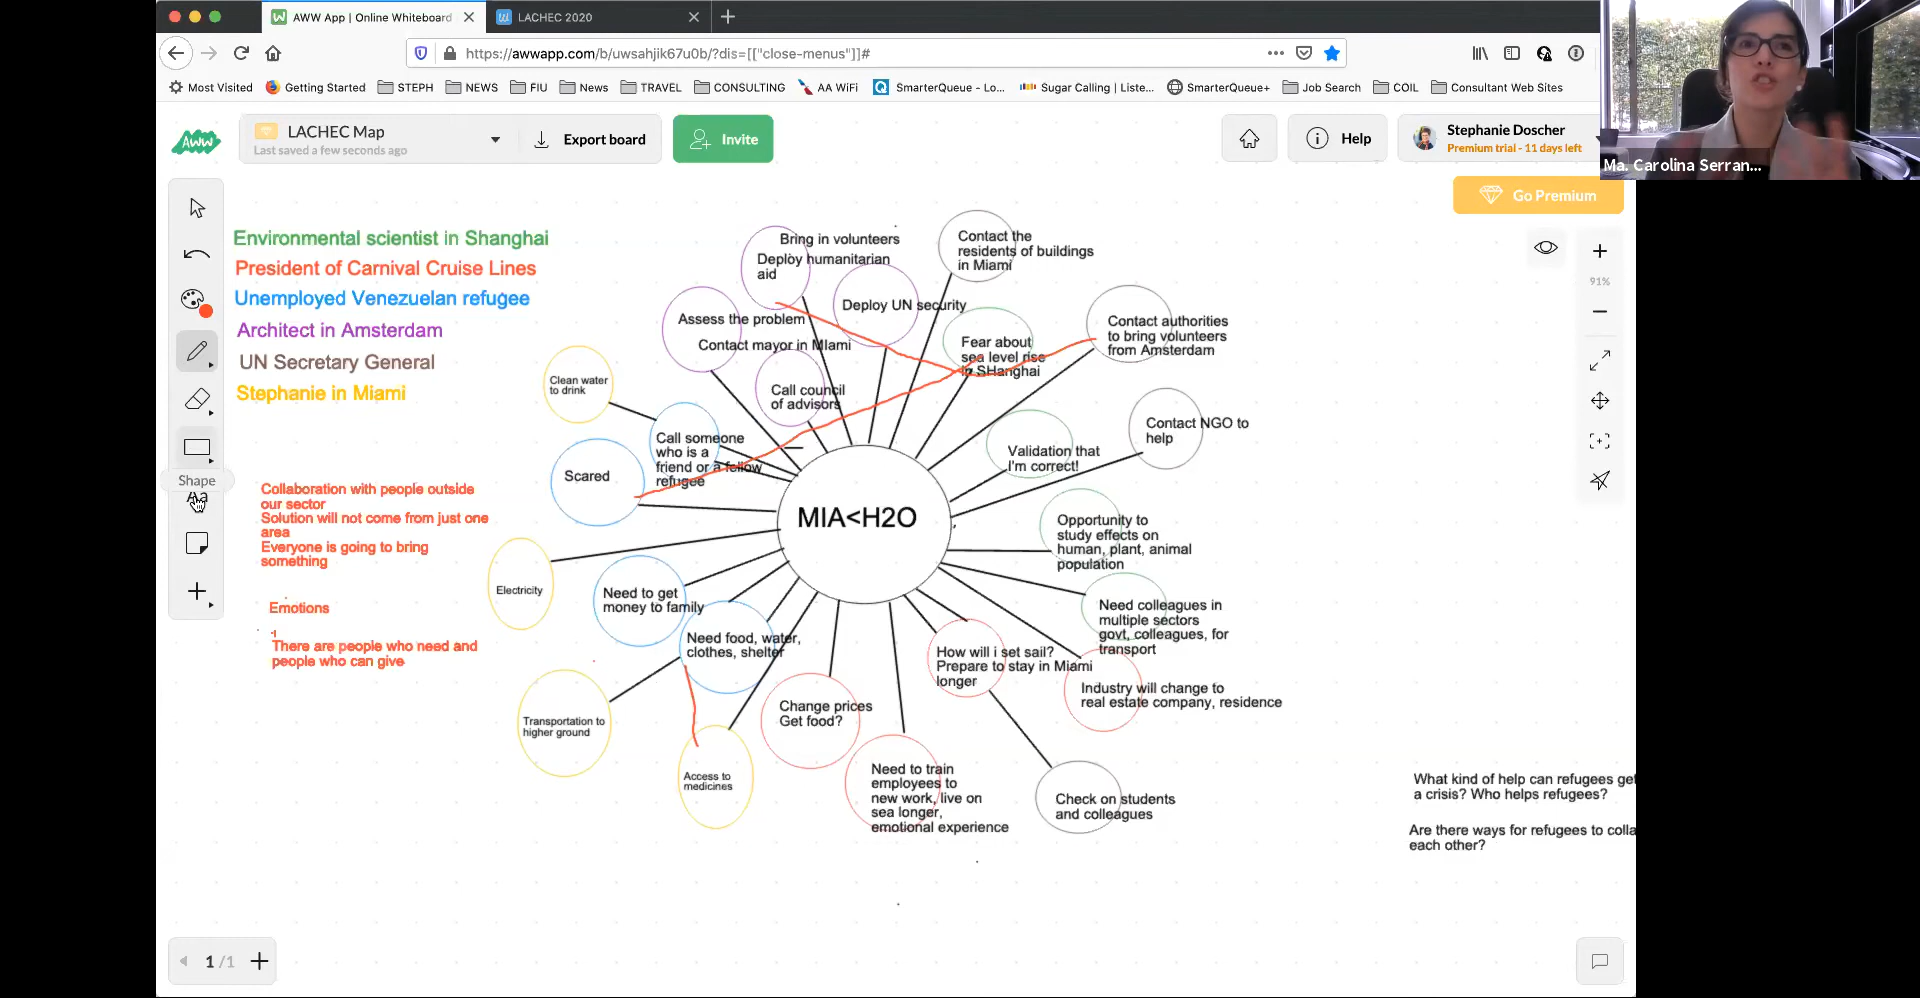 AWW App | Online Whiteboard
LACHEC 2020
https://awwapp.com/b/uwsahjik67u0b/?dis=[["close-menus"]]#
Most Visited
Getting Started
STEPH
NEWS
FIU
News
TRAVEL
CONSULTING
AA WiFi
SmarterQueue - Lo...
Sugar Calling | Liste...
SmarterQueue+
Job Search
COIL
Consultant Web Sites
AWW
LACHEC Map
Last saved a few seconds ago
Export board
Invite
Help
Stephanie Doscher
Premium trial - 11 days left
Ma. Carolina Serran...
Go Premium
91%
Environmental scientist in Shanghai
President of Carnival Cruise Lines
Unemployed Venezuelan refugee
Architect in Amsterdam
UN Secretary General
Stephanie in Miami
Shape
Aa
Collaboration with people outside
our sector
Solution will not come from just one
area
Everyone is going to bring
something
Emotions
There are people who need and
people who can give
Bring in volunteers
Deploy humanitarian
aid
Contact the
residents of buildings
in Miami
Deploy UN security
Assess the problem
Contact mayor in MIami
Fear about
sea level rise
in SHanghai
Contact authorities
to bring volunteers
from Amsterdam
Clean water
to drink
Call council
of advisors
Call someone
who is a
friend or a fellow
refugee
Scared
Validation that
I'm correct!
Contact NGO to
help
MIA<H2O
Opportunity to
study effects on
human, plant, animal
population
Electricity
Need to get
money to family
Need food, water,
clothes, shelter
Need colleagues in
multiple sectors
govt, colleagues, for
transport
How will i set sail?
Prepare to stay in Miami
longer
Industry will change to
real estate company, residence
Transportation to
higher ground
Change prices
Get food?
Access to
medicines
Need to train
employees to
new work, live on
sea longer,
emotional experience
Check on students
and colleagues
What kind of help can refugees get
a crisis? Who helps refugees?
Are there ways for refugees to colla
each other?
1 /1